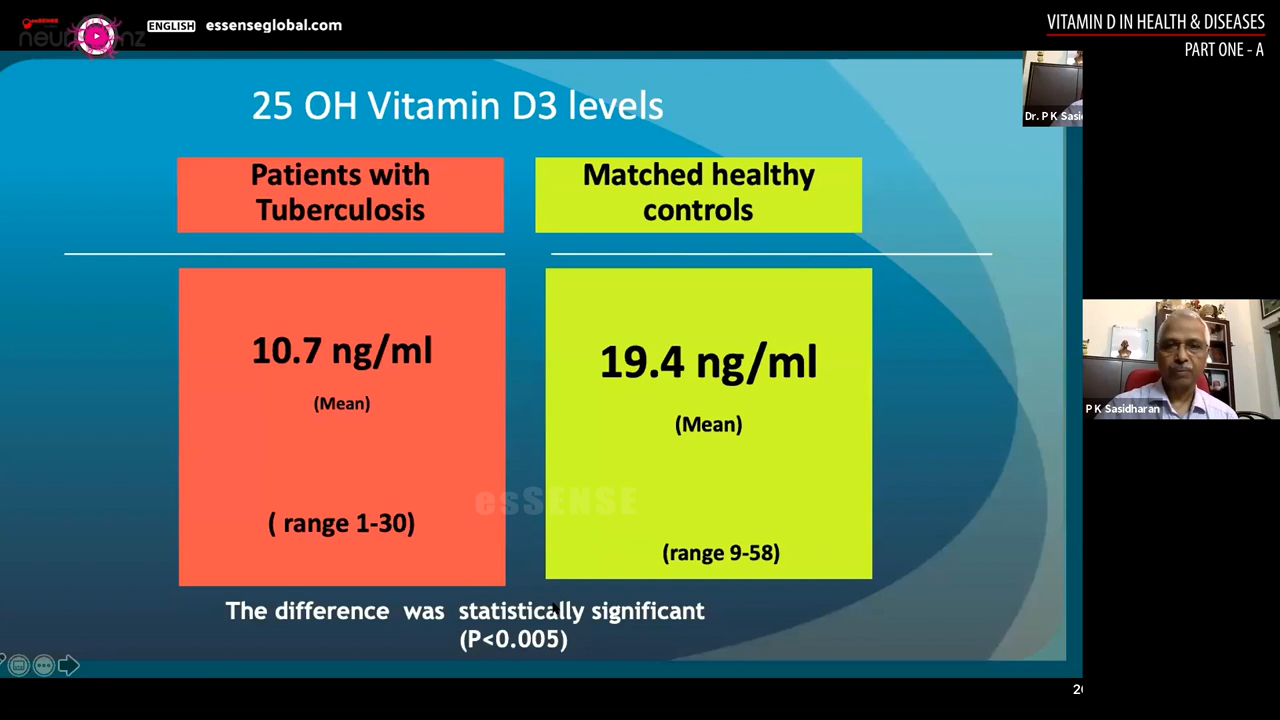 neuronz
ENGLISH essenseglobal.com
VITAMIN D IN HEALTH & DISEASES
PART ONE - A
Dr. P K Sasi
25 OH Vitamin D3 levels
Patients with
Tuberculosis
Matched healthy
controls
10.7 ng/ml
(Mean)
( range 1-30)
19.4 ng/ml
(Mean)
(range 9-58)
esSENSE
P K Sasidharan
The difference was statistically significant
(P<0.005)